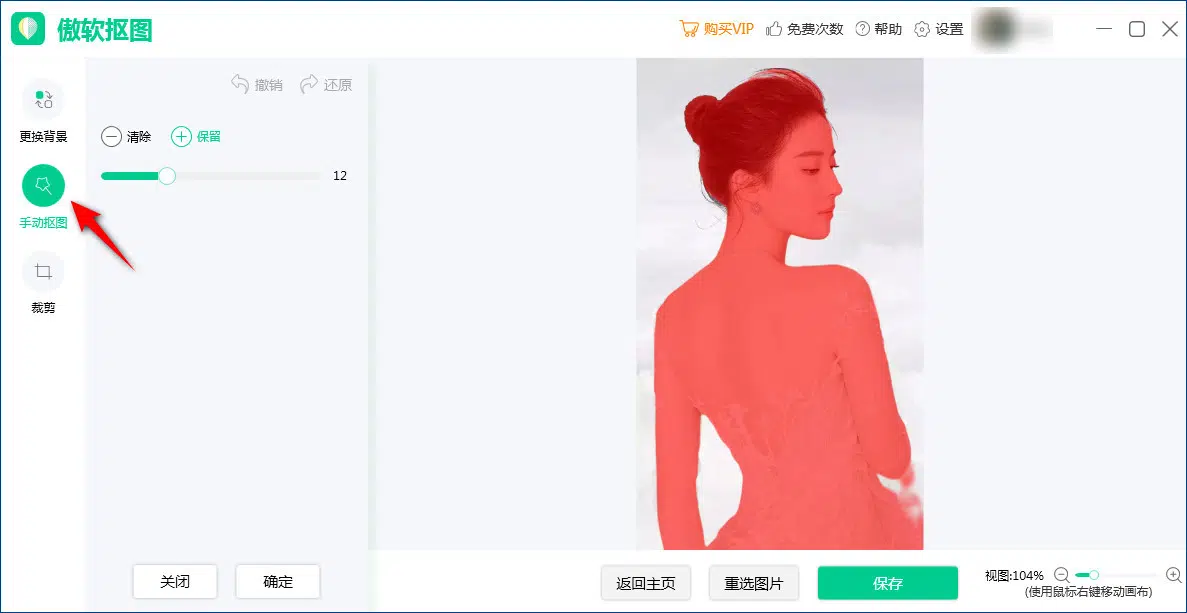 傲软抠图
购买VIP 免费次数 帮助 设置
撤销 还原
更换背景
清除 保留
12
手动抠图
裁剪
关闭 确定
返回主页 重选图片 保存
视图:104%
(使用鼠标右键移动画布)